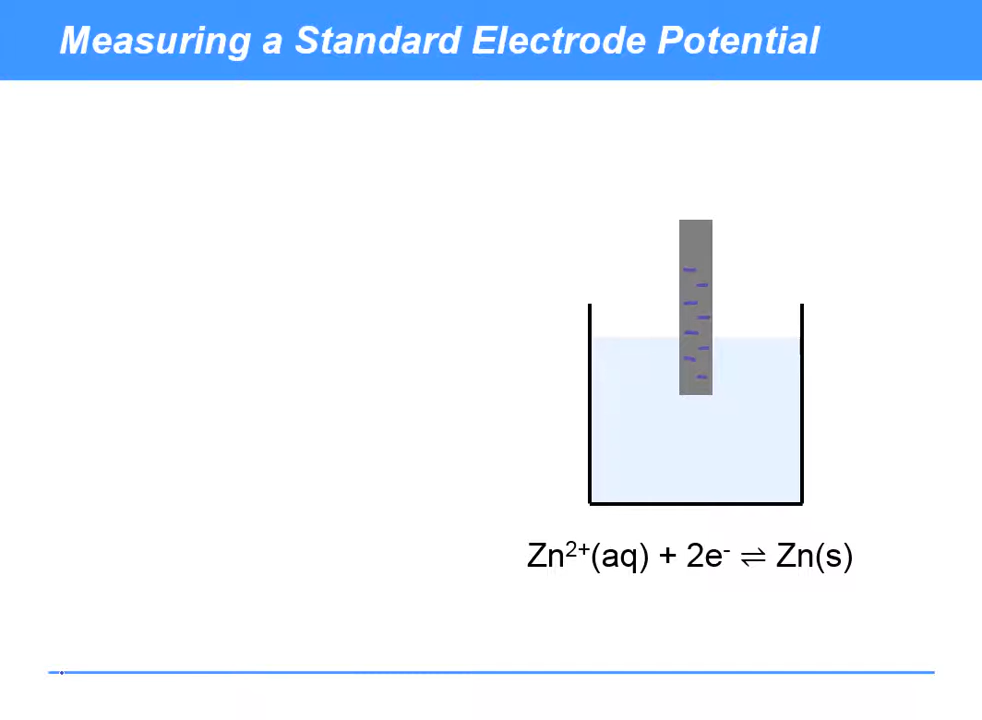 Measuring a Standard Electrode Potential
Zn²⁺(aq) + 2e⁻ ⇌ Zn(s)